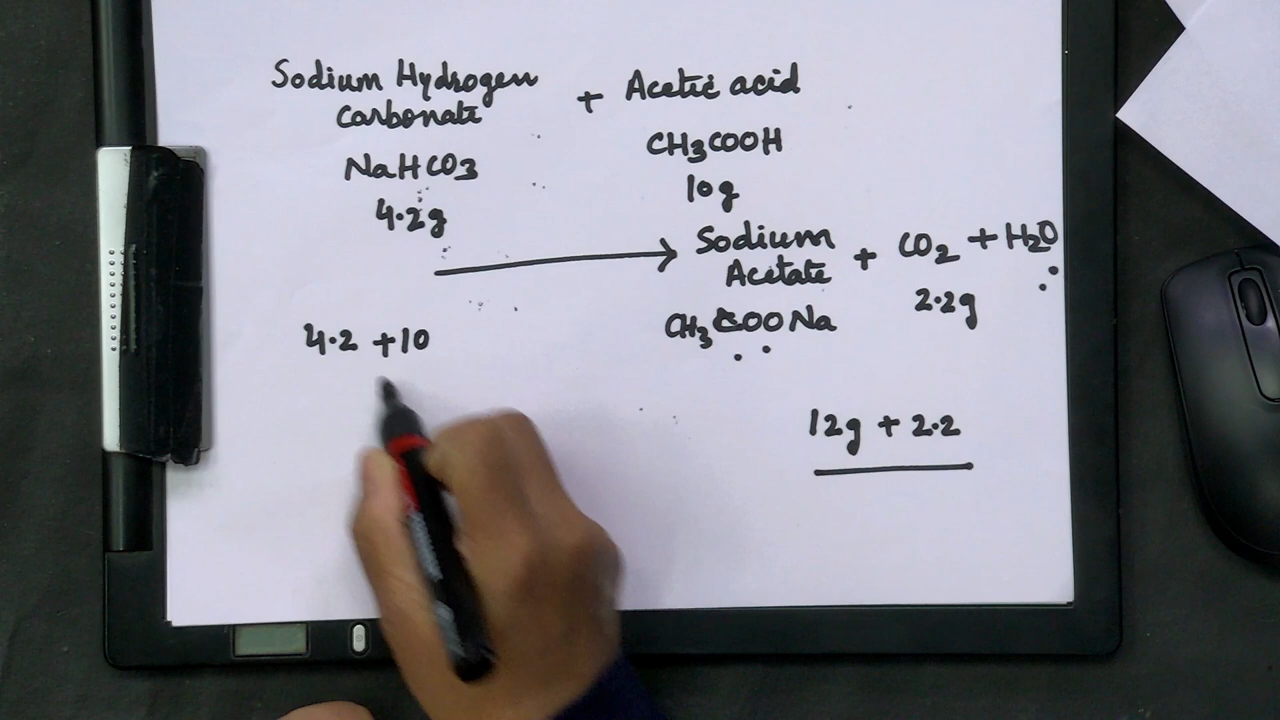 Sodium Hydrogen
Carbonate
+ Acetic acid
NaHCO3
CH3COOH
4.2g
10g
Sodium
Acetate
+ CO2 + H2O
CH3COONa
2.2g
4.2 +10
12g + 2.2